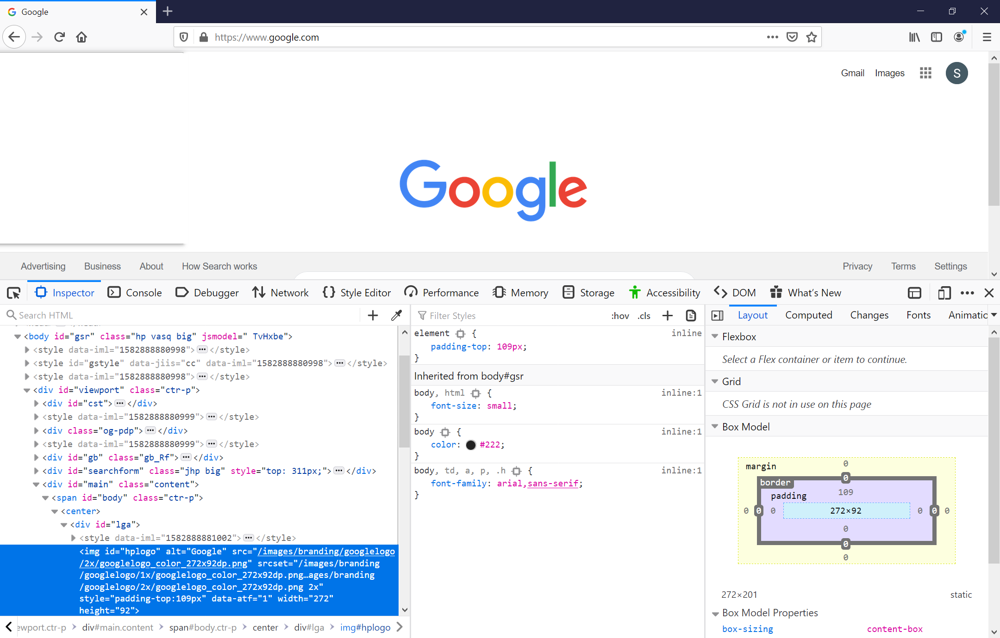 Google
https://www.google.com
Gmail Images S
Google
Advertising Business About How Search works Privacy Terms Settings
Inspector Console Debugger Network Style Editor Performance Memory Storage Accessibility DOM What's New
Search HTML
<body id="gsr" class="hp vasq big" jsmodel=" TvHxbe">
<style data-iml="1582888880998"></style>
<style id="gstyle" data-jiis="cc" data-iml="1582888880998"></style>
<style data-iml="1582888880998"></style>
<div id="viewport" class="ctr-p">
<div id="cst"></div>
<style data-iml="1582888880999"></style>
<div class="og-pdp"></div>
<style data-iml="1582888880999"></style>
<div id="gb" class="gb_Rf"></div>
<div id="searchform" class="jhp big" style="top: 311px;"></div>
<div id="main" class="content">
<span id="body" class="ctr-p">
<center>
<div id="lga">
<style data-iml="1582888881002"></style>
<img id="hplogo" alt="Google" src="/images/branding/googlelogo
/2x/googlelogo_color_272x92dp.png" srcset="/images/branding
/googlelogo/1x/googlelogo_color_272x92dp.png…ages/branding
/googlelogo/2x/googlelogo_color_272x92dp.png 2x"
style="padding-top:109px" data-atf="1" width="272"
height="92">
ewport.ctr-p div#main.content span#body.ctr-p center div#lga img#hplogo
Filter Styles :hov .cls
element { inline
padding-top: 109px;
}
Inherited from body#gsr
body, html { inline:1
font-size: small;
}
body { inline:1
color: #222;
}
body, td, a, p, .h { inline:1
font-family: arial,sans-serif;
}
Layout Computed Changes Fonts Animatio
Flexbox
Select a Flex container or item to continue.
Grid
CSS Grid is not in use on this page
Box Model
margin 0
border 0
padding 109
0 0 0 272×92 0 0 0
0
0
0
272×201 static
Box Model Properties
box-sizing content-box